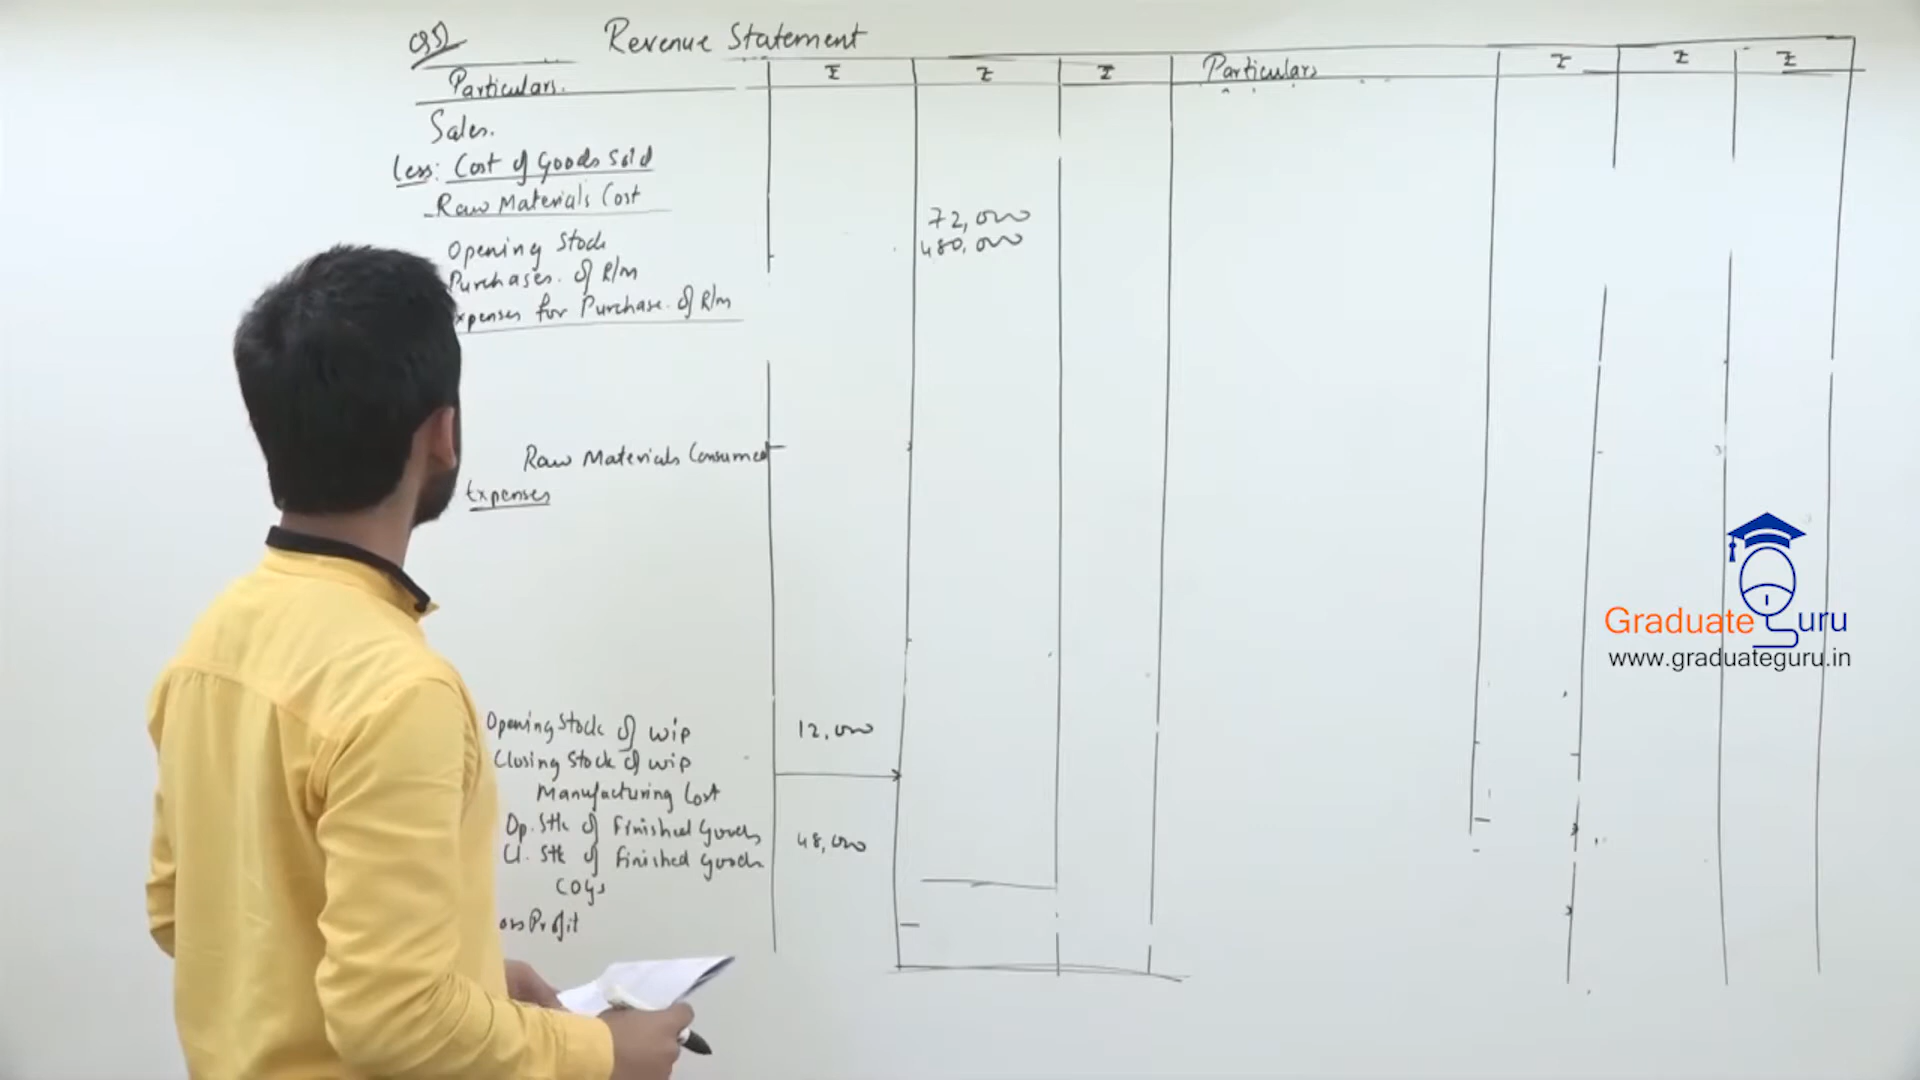 Q5)
Revenue Statement
Particulars. ₹ ₹ ₹ Particulars ₹ ₹ ₹
Sales.
Less: Cost of Goods Sold
Raw Materials Cost
Opening Stock 72,000
Purchases. of R/m 480,000
xpenses for Purchase. of R/m
Raw Materials Consumed
Expenses
Opening Stock of WIP 12,000
Closing Stock of WIP
Manufacturing Cost
Op. Stk of Finished Goods 48,000
Cl. Stk of Finished Goods
COGS
oss Profit
Graduate Guru
www.graduateguru.in